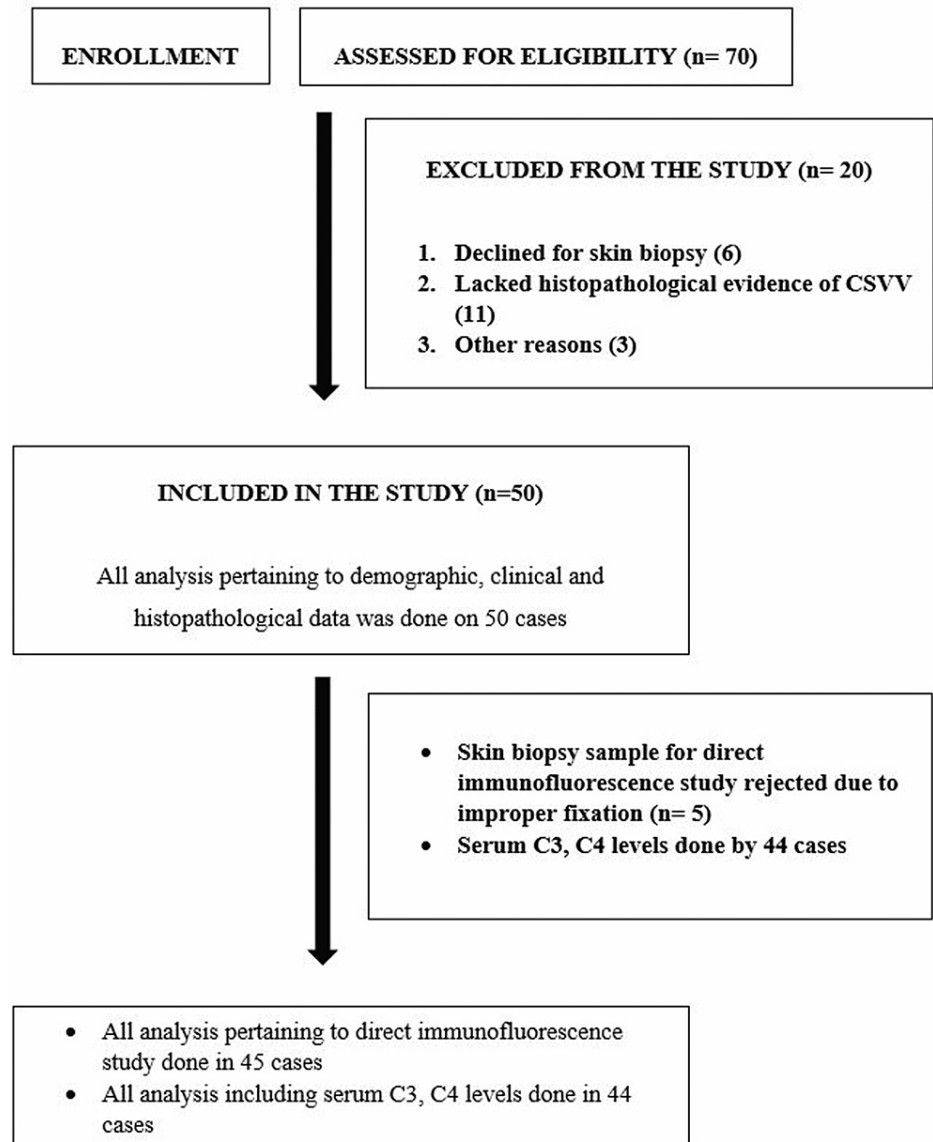 ENROLLMENT
ASSESSED FOR ELIGIBILITY (n= 70)
EXCLUDED FROM THE STUDY (n= 20)
1. Declined for skin biopsy (6)
2. Lacked histopathological evidence of CSVV
(11)
3. Other reasons (3)
INCLUDED IN THE STUDY (n=50)
All analysis pertaining to demographic, clinical and
histopathological data was done on 50 cases
• Skin biopsy sample for direct
immunofluorescence study rejected due to
improper fixation (n= 5)
• Serum C3, C4 levels done by 44 cases
• All analysis pertaining to direct immunofluorescence
study done in 45 cases
• All analysis including serum C3, C4 levels done in 44
cases